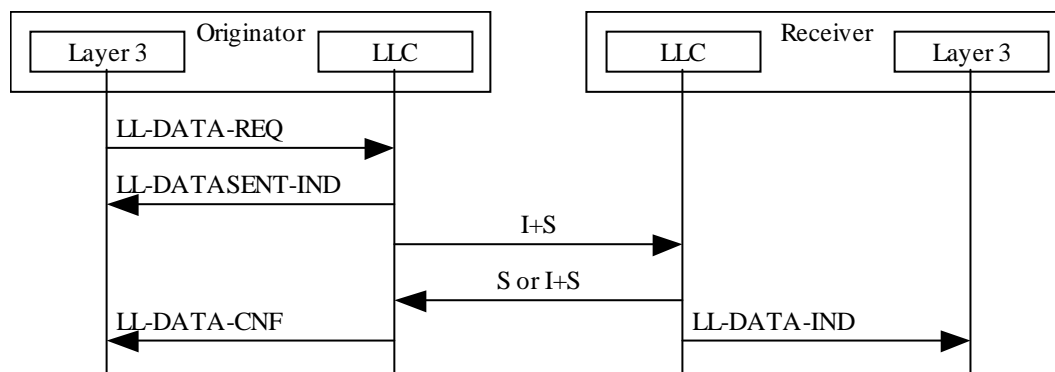 Originator
Receiver
Layer 3
LLC
LLC
Layer 3
LL-DATA-REQ
LL-DATASENT-IND
I+S
S or I+S
LL-DATA-CNF
LL-DATA-IND